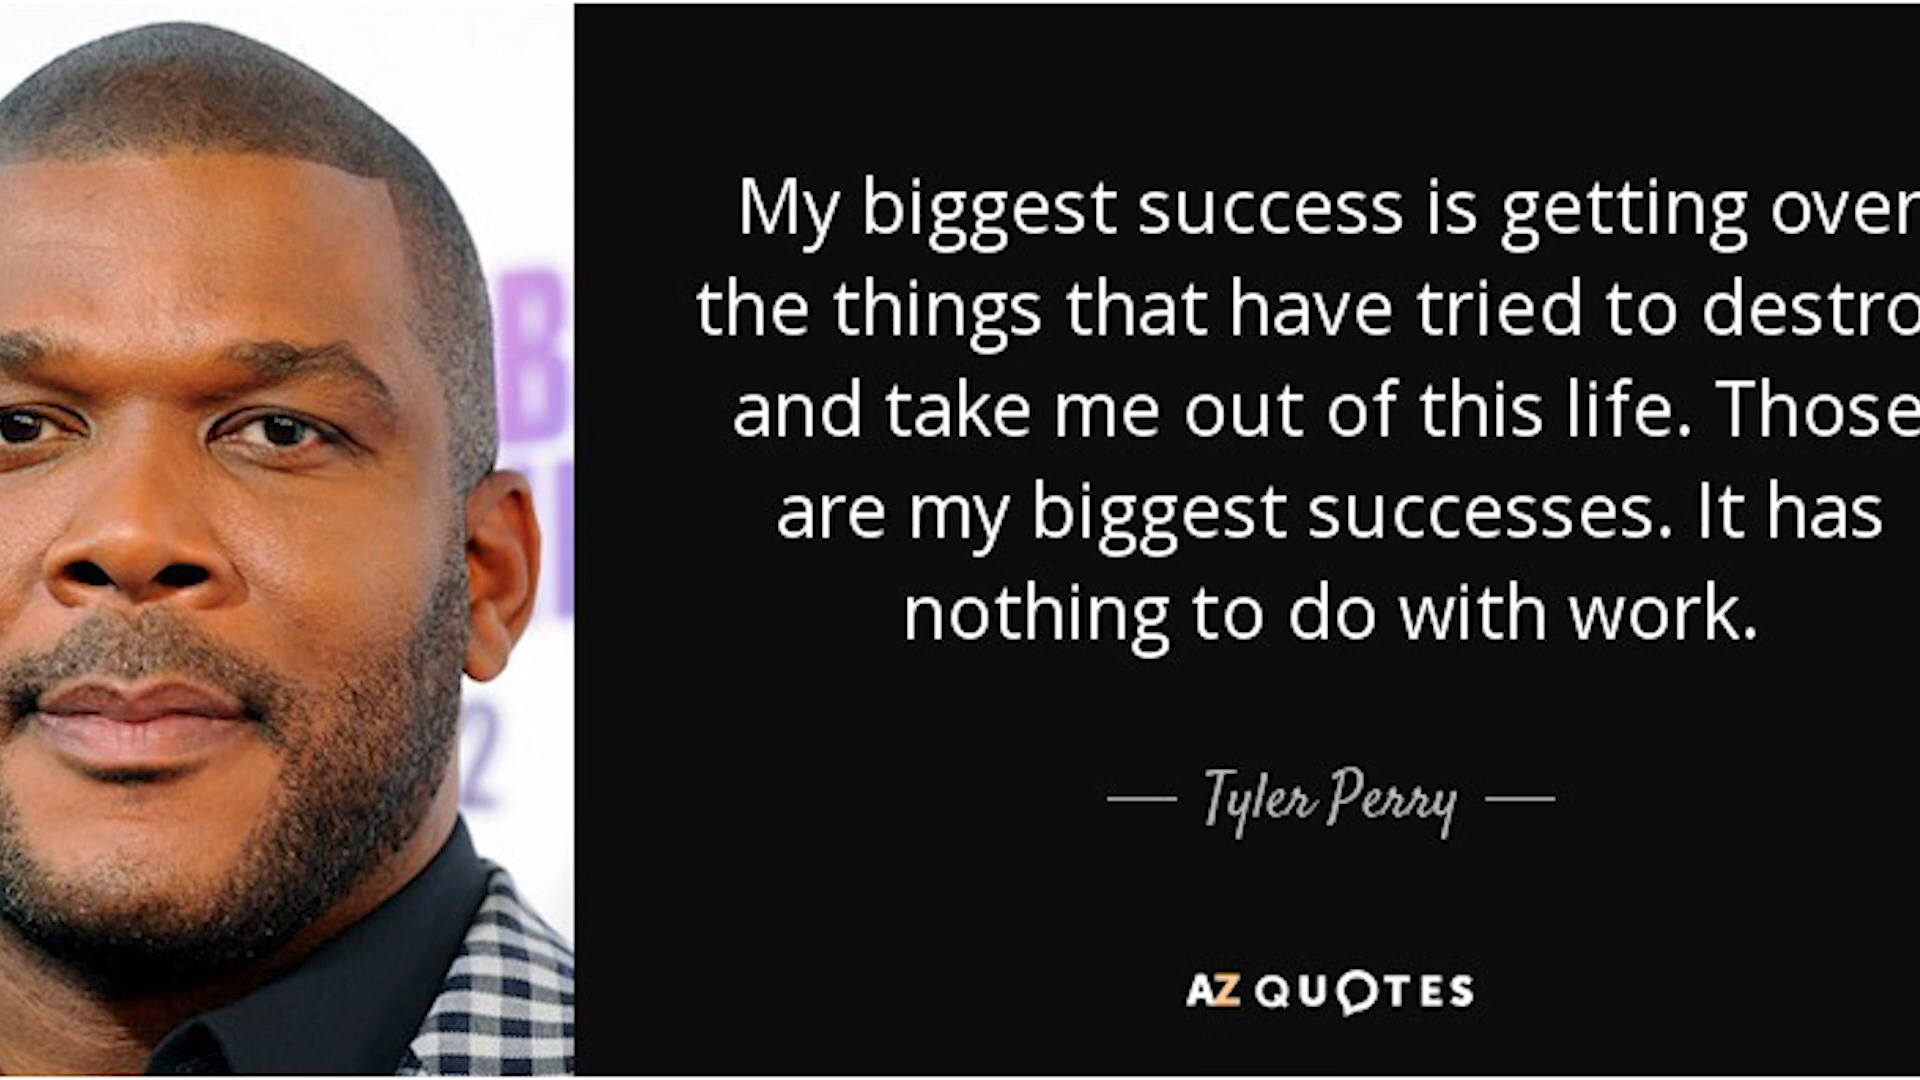 My biggest success is getting over
the things that have tried to destro
and take me out of this life. Those
are my biggest successes. It has
nothing to do with work.
Tyler Perry
AZ QUOTES
B
2